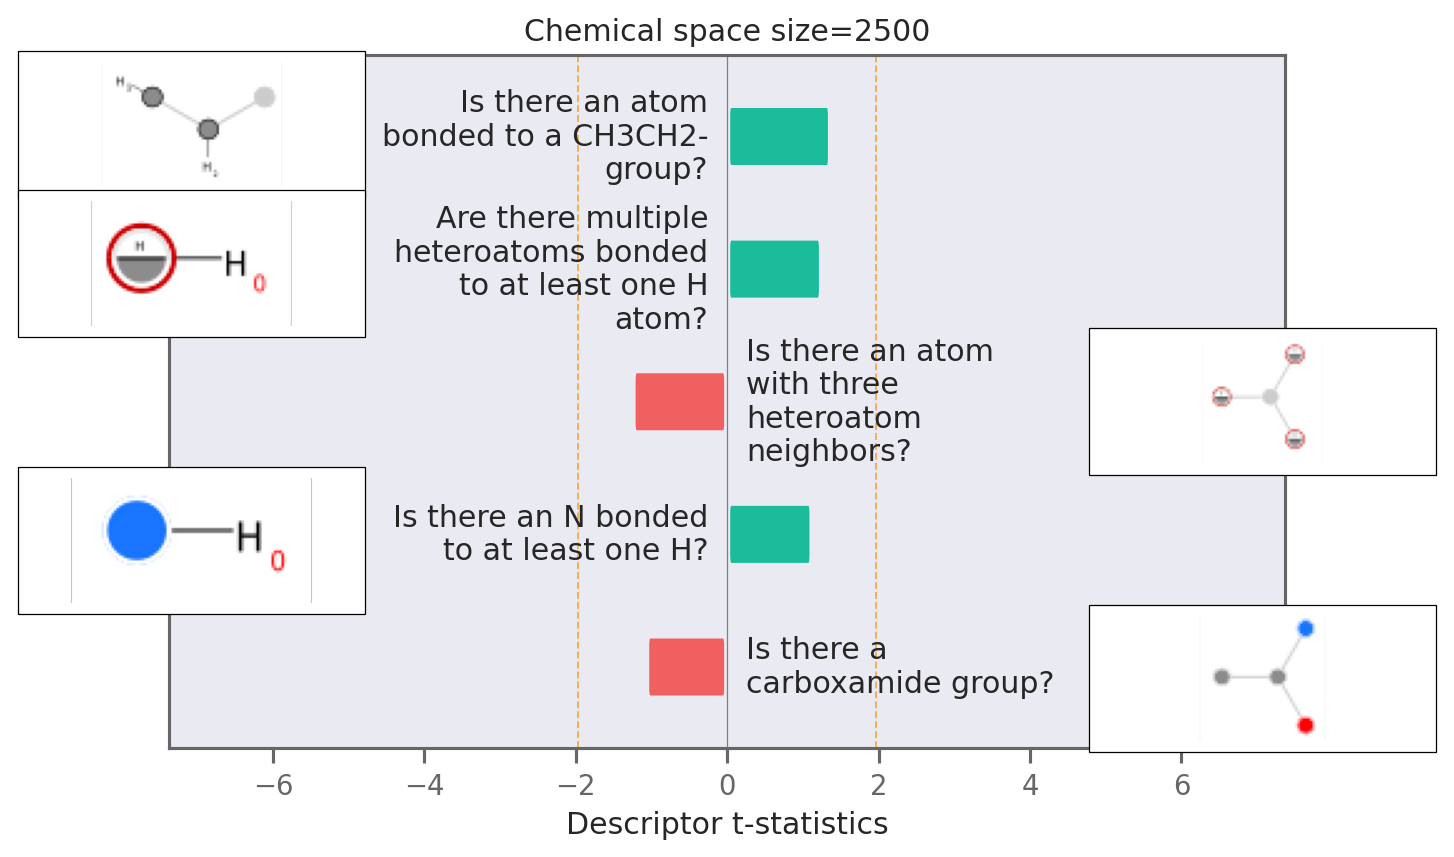 Chemical space size=2500
H
3
H
2
Is there an atom
bonded to a CH3CH2-
group?
H
H
0
Are there multiple
heteroatoms bonded
to at least one H
atom?
Is there an atom
with three
heteroatom
neighbors?
H
0
Is there an N bonded
to at least one H?
Is there a
carboxamide group?
−6 −4 −2 0 2 4 6
Descriptor t-statistics